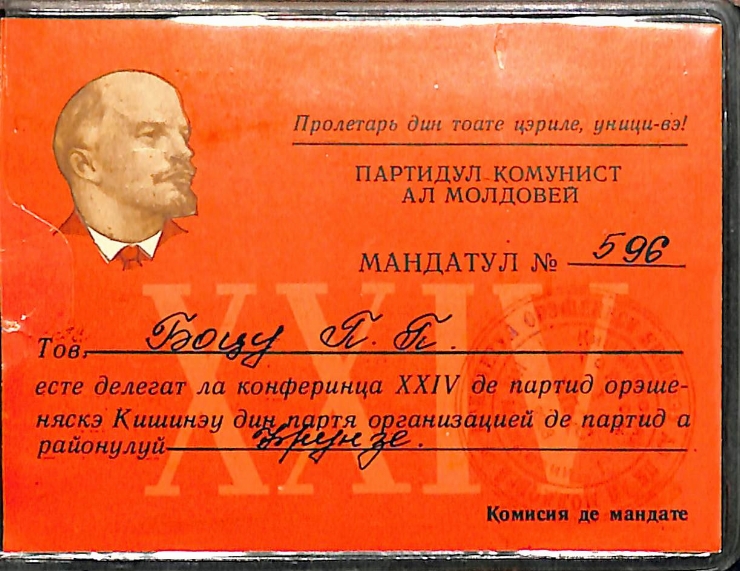 Пролетарь дин тоате цэриле, уници-вэ!
ПАРТИДУЛ КОМУНИСТ
АЛ МОЛДОВЕЙ
МАНДАТУЛ № 596
XXIV
Тов. Боцу П. П.
есте делегат ла конферинца XXIV де партид орэше-
няскэ Кишинэу дин партя организацией де партид а
районулуй Фрунзе.
Комисия де мандате